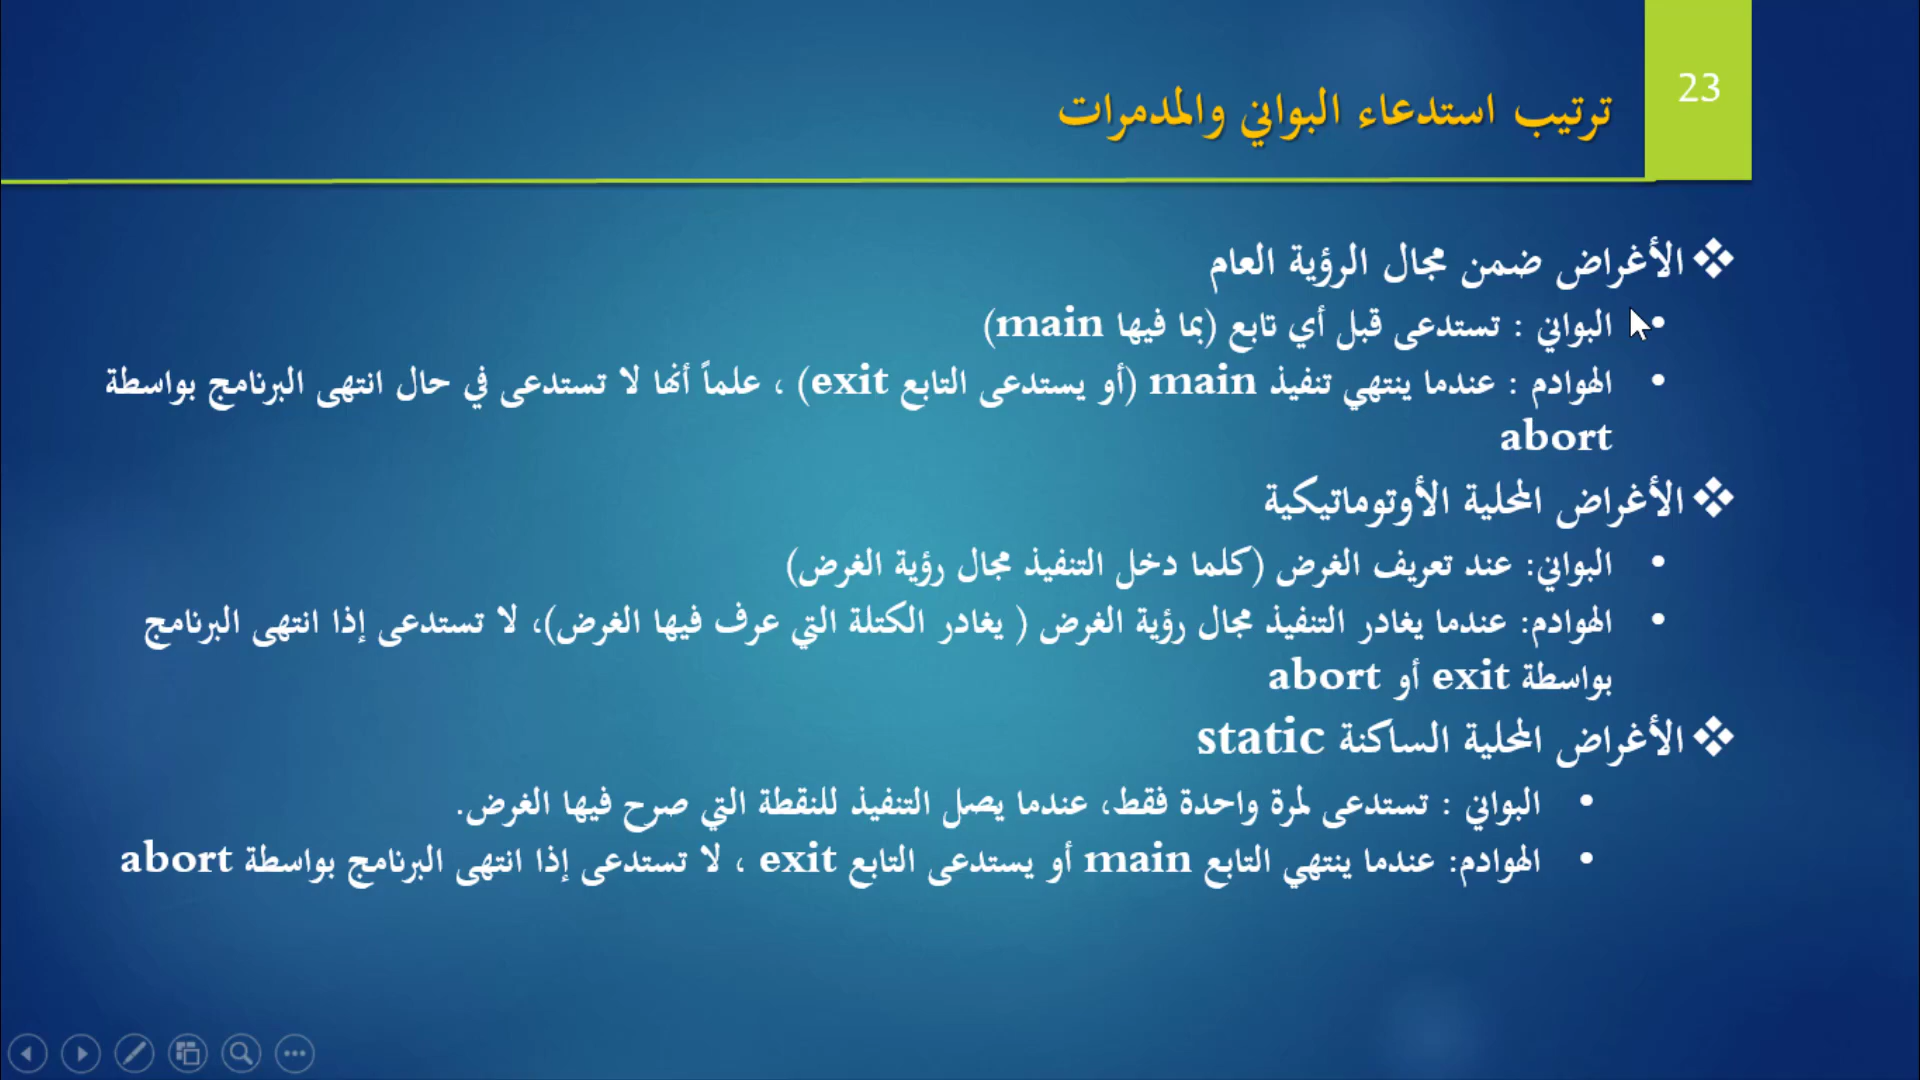 23
ترتيب استدعاء البواني والمدمرات
❖ الأغراض ضمن مجال الرؤية العام
• البواني : تستدعى قبل أي تابع (بما فيها main)
• الهوادم : عندما ينتهي تنفيذ main (أو يستدعى التابع exit) ، علماً أنها لا تستدعى في حال انتهى البرنامج بواسطة
abort
❖ الأغراض المحلية الأوتوماتيكية
• البواني: عند تعريف الغرض (كلما دخل التنفيذ مجال رؤية الغرض)
• الهوادم: عندما يغادر التنفيذ مجال رؤية الغرض ( يغادر الكتلة التي عرف فيها الغرض)، لا تستدعى إذا انتهى البرنامج
بواسطة exit أو abort
❖ الأغراض المحلية الساكنة static
• البواني : تستدعى لمرة واحدة فقط، عندما يصل التنفيذ للنقطة التي صرح فيها الغرض.
• الهوادم: عندما ينتهي التابع main أو يستدعى التابع exit ، لا تستدعى إذا انتهى البرنامج بواسطة abort